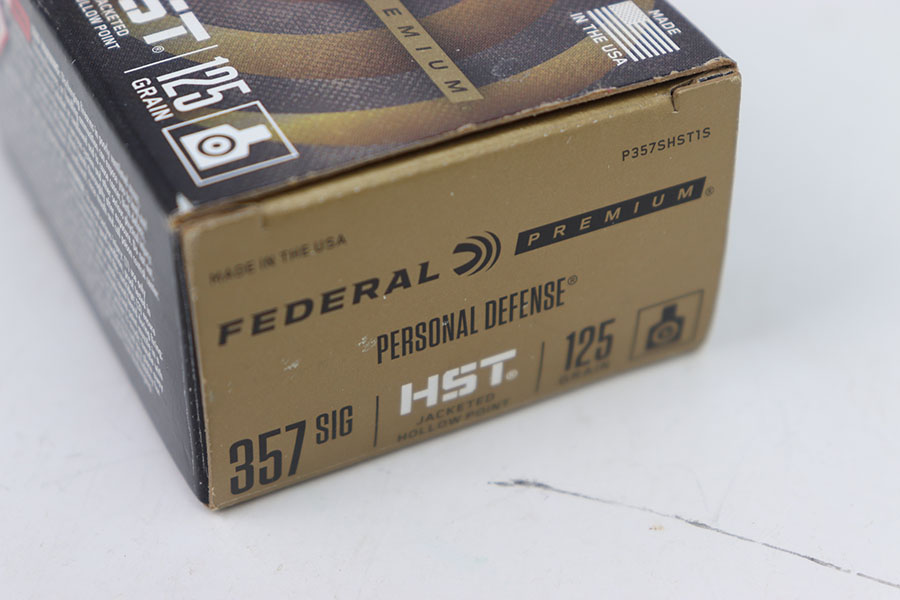 HST®
JACKETED
HOLLOW POINT
125
GRAIN
PREMIUM
MADE
IN THE USA
P357SHST1S
MADE IN THE USA
FEDERAL PREMIUM®
PERSONAL DEFENSE®
357 SIG
HST®
JACKETED
HOLLOW POINT
125
GRAIN